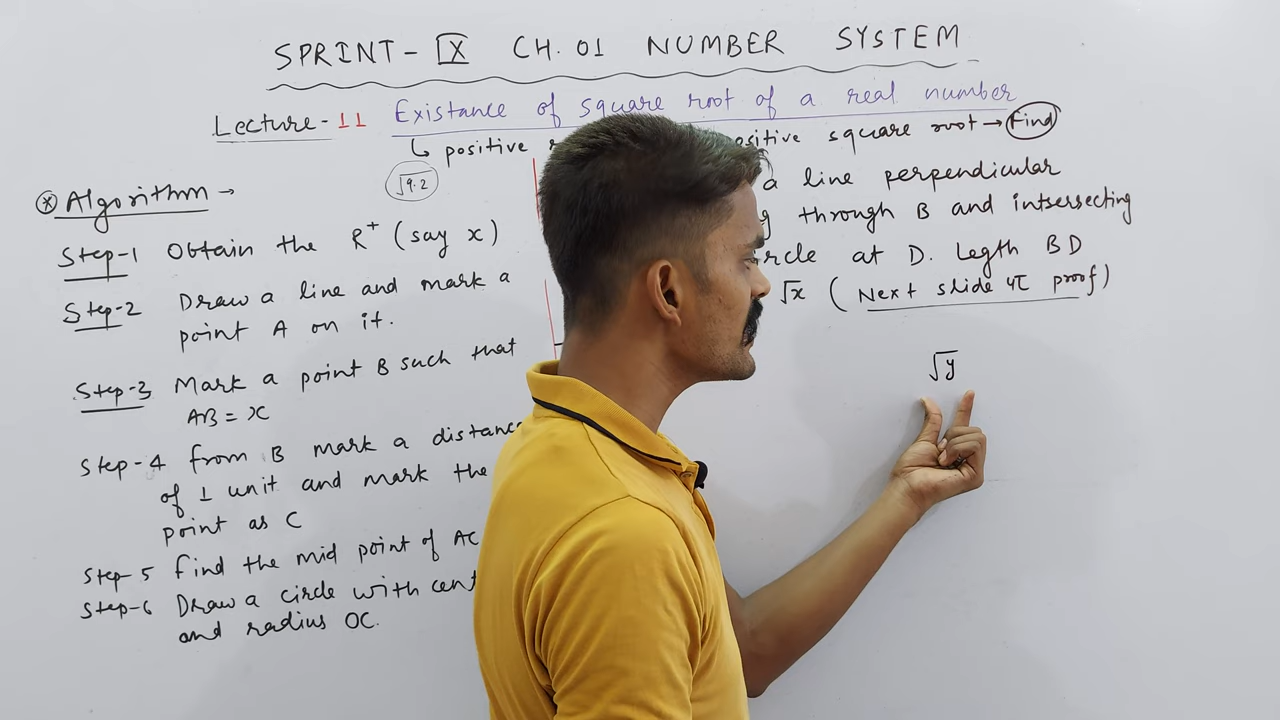 SPRINT-IX CH.01 NUMBER SYSTEM
Lecture-11 Existance of square root of a real number
↳ positive ositive square root → Find
√9.2
* Algorithm →
Step-1 Obtain the R⁺ (say x)
Step-2 Draw a line and mark a
point A on it.
Step-3 Mark a point B such that
AB = x
Step-4 from B mark a distance
of 1 unit and mark the
point as C
Step-5 Find the mid point of AC
Step-6 Draw a circle with cent
and radius OC.
a line perpendicular
g through B and intsersecting
rcle at D. Legth BD
√x (Next slide पर proof)
√y